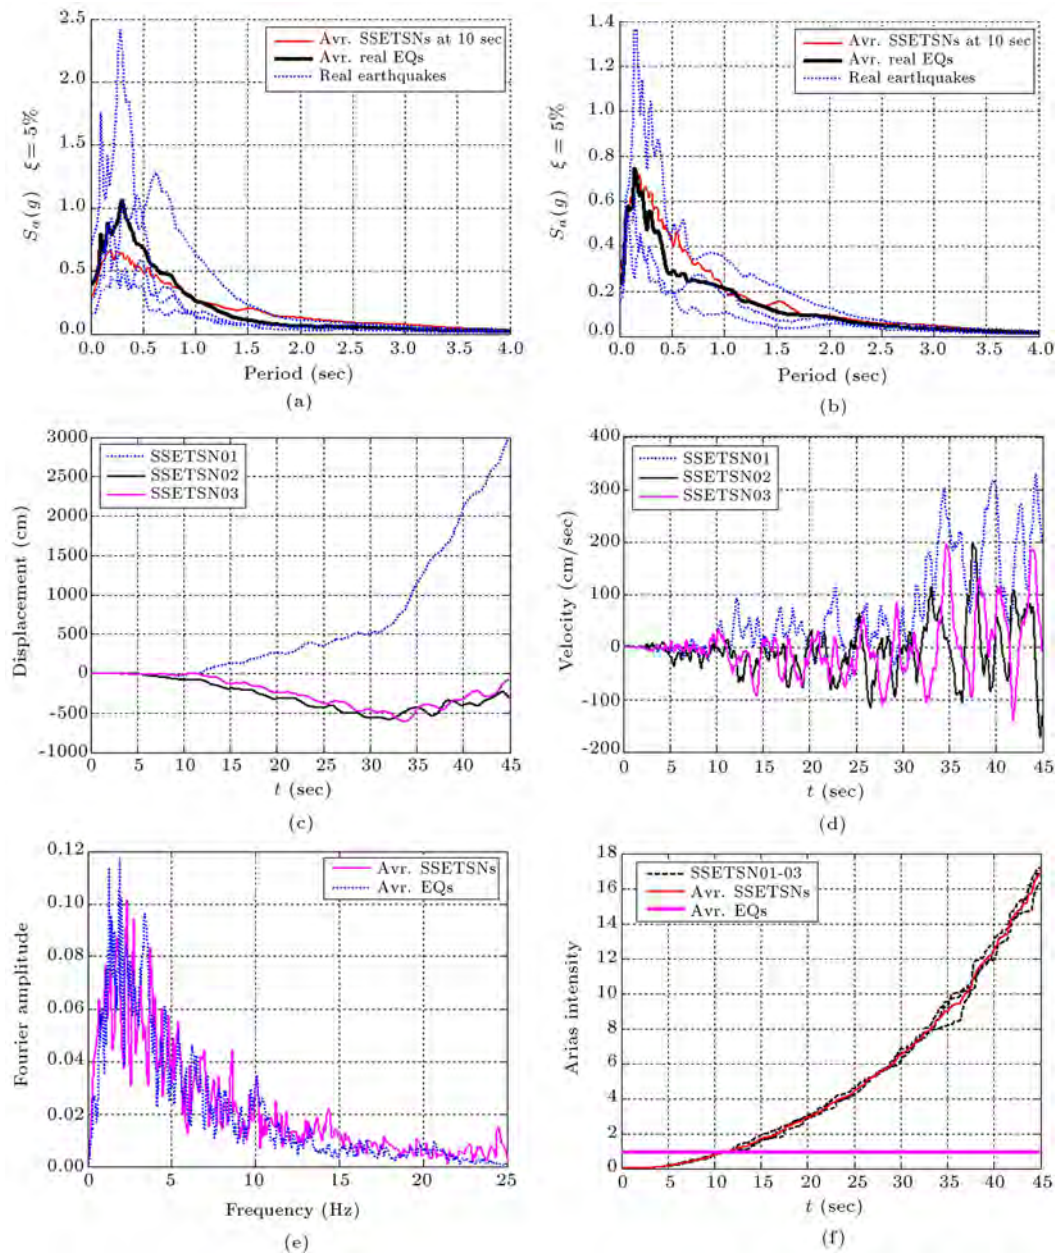 2.5
2.0
1.5
1.0
0.5
0.0
Sa(g) ξ = 5%
Avr. SSETSNs at 10 sec
Avr. real EQs
Real earthquakes
0.0 0.5 1.0 1.5 2.0 2.5 3.0 3.5 4.0
Period (sec)
(a)
1.4
1.2
1.0
0.8
0.6
0.4
0.2
0.0
Sa(g) ξ = 5%
Avr. SSETSNs at 10 sec
Avr. real EQs
Real earthquakes
0.0 0.5 1.0 1.5 2.0 2.5 3.0 3.5 4.0
Period (sec)
(b)
3000
2500
2000
1500
1000
500
0
-500
-1000
Displacement (cm)
SSETSN01
SSETSN02
SSETSN03
0 5 10 15 20 25 30 35 40 45
t (sec)
(c)
400
300
200
100
0
-100
-200
Velocity (cm/sec)
SSETSN01
SSETSN02
SSETSN03
0 5 10 15 20 25 30 35 40 45
t (sec)
(d)
0.12
0.10
0.08
0.06
0.04
0.02
0.00
Fourier amplitude
Avr. SSETSNs
Avr. EQs
0 5 10 15 20 25
Frequency (Hz)
(e)
18
16
14
12
10
8
6
4
2
0
Arias intensity
SSETSN01-03
Avr. SSETSNs
Avr. EQs
0 5 10 15 20 25 30 35 40 45
t (sec)
(f)